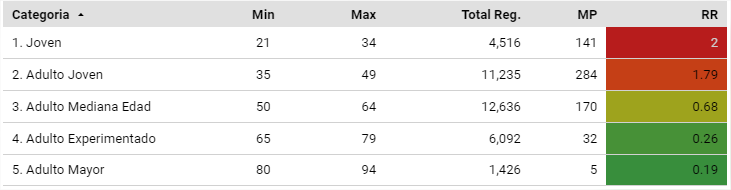 Categoria Min Max Total Reg. MP RR
1. Joven 21 34 4,516 141 2
2. Adulto Joven 35 49 11,235 284 1.79
3. Adulto Mediana Edad 50 64 12,636 170 0.68
4. Adulto Experimentado 65 79 6,092 32 0.26
5. Adulto Mayor 80 94 1,426 5 0.19